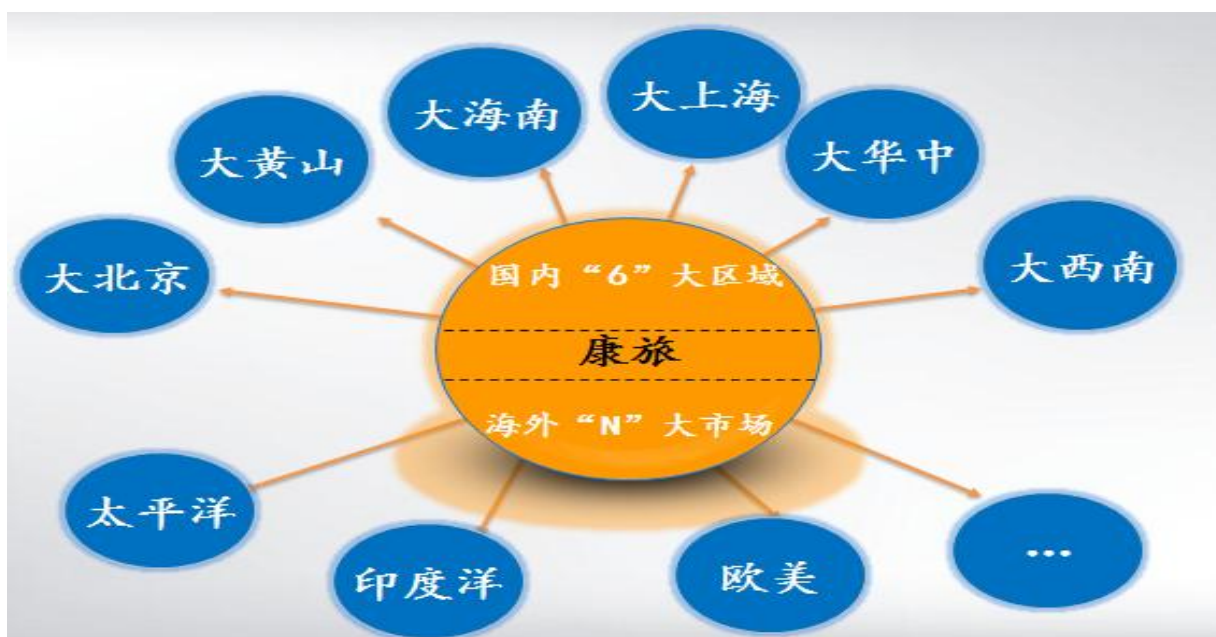 大海南
大上海
大黄山
大华中
大北京
大西南
国内“6”大区域
康旅
海外“N”大市场
太平洋
印度洋
欧美
...